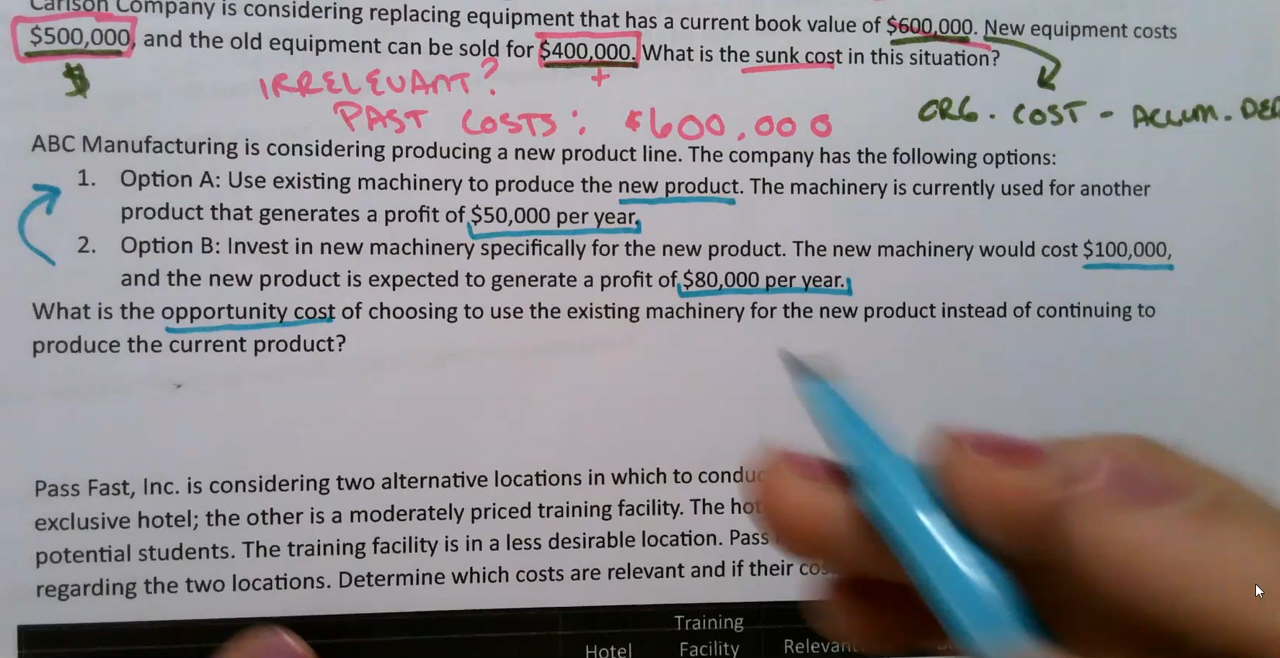 Carlson Company is considering replacing equipment that has a current book value of $600,000. New equipment costs
$500,000, and the old equipment can be sold for $400,000. What is the sunk cost in this situation?
$ IRRELEVANT? +
PAST COSTS: $600,000 ORG. COST - ACCUM. DEP
ABC Manufacturing is considering producing a new product line. The company has the following options:
1. Option A: Use existing machinery to produce the new product. The machinery is currently used for another
product that generates a profit of $50,000 per year.
2. Option B: Invest in new machinery specifically for the new product. The new machinery would cost $100,000,
and the new product is expected to generate a profit of $80,000 per year.
What is the opportunity cost of choosing to use the existing machinery for the new product instead of continuing to
produce the current product?
Pass Fast, Inc. is considering two alternative locations in which to conduc
exclusive hotel; the other is a moderately priced training facility. The hot
potential students. The training facility is in a less desirable location. Pass
regarding the two locations. Determine which costs are relevant and if their cos
Training
Hotel Facility Relevant